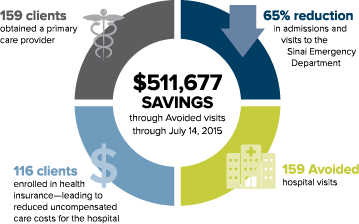 159 clients
obtained a primary
care provider
65% reduction
in admissions and
visits to the
Sinai Emergency
Department
$511,677
SAVINGS
through Avoided visits
through July 14, 2015
116 clients
enrolled in health
insurance—leading to
reduced uncompensated
care costs for the hospital
$
159 Avoided
hospital visits